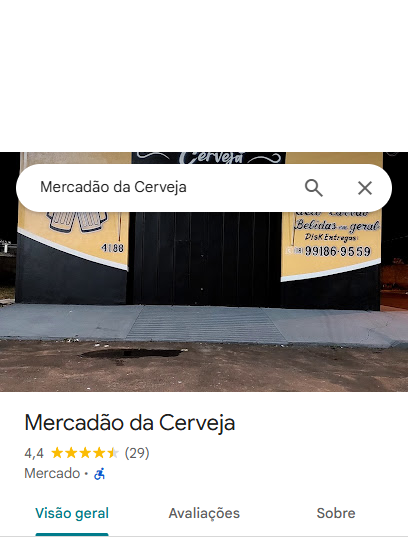 Cerveja
Mercadão da Cerveja
Bebidas em geral
Disk Entregas:
99186-9559
Mercadão da Cerveja
4,4 (29)
Mercado
Visão geral Avaliações Sobre